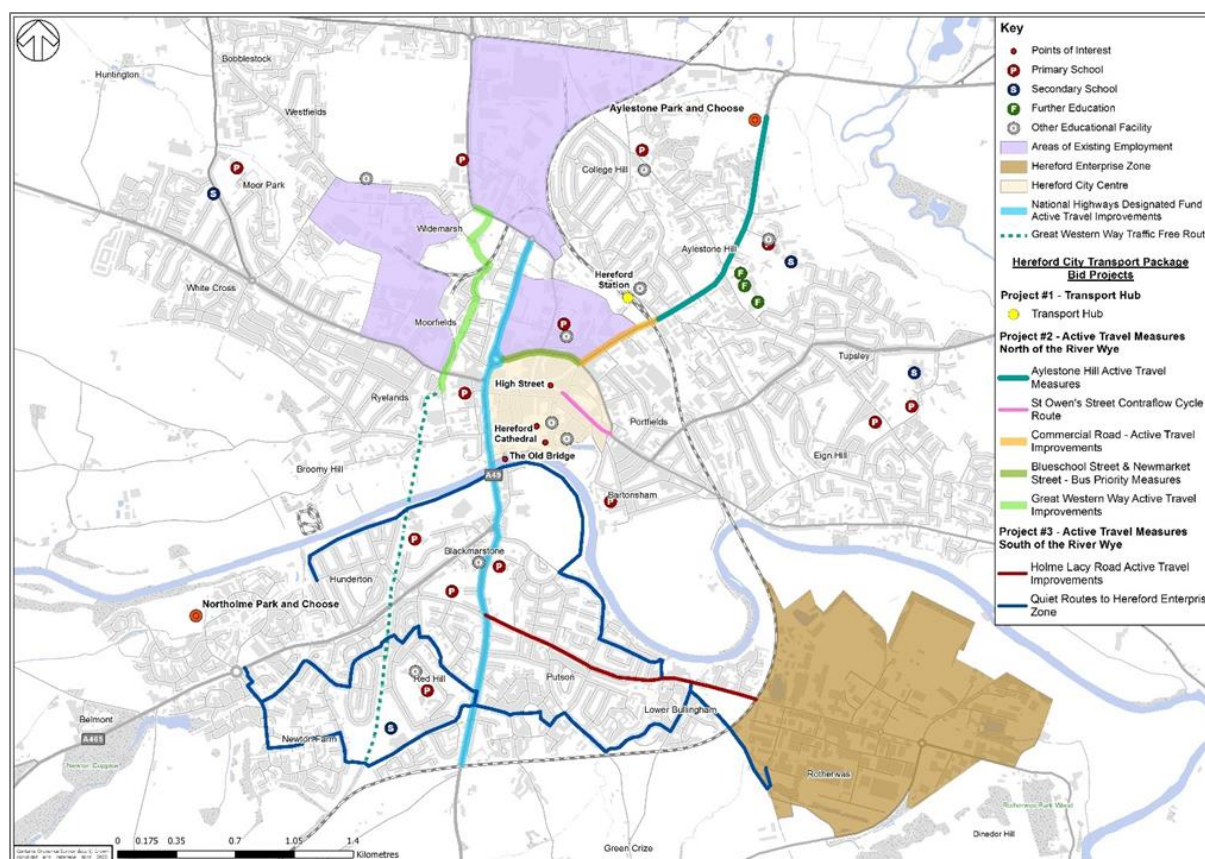 Huntington
Bobblestock
Westfields
Moor Park
Widemarsh
White Cross
Moorfields
Ryelands
Broomy Hill
College Hill
Aylestone Park and Choose
Aylestone Hill
Hereford
Station
Tupsley
High Street
Hereford
Cathedral
The Old Bridge
Portfields
Eign Hill
Bartonsham
A49
Blackmarstone
Hunderton
Northolme Park and Choose
Red Hill
Putson
Lower Bullingham
Belmont
A465
Newton Farm
Newton Coppice
Rotherwas
Rotherwas Park Wood
Dinedor Hill
Green Crize
0 0.175 0.35 0.7 1.05 1.4
Kilometres
Key
Points of Interest
P Primary School
S Secondary School
F Further Education
Other Educational Facility
Areas of Existing Employment
Hereford Enterprise Zone
Hereford City Centre
National Highways Designated Fund
Active Travel Improvements
Great Western Way Traffic Free Rout
Hereford City Transport Package
Bid Projects
Project #1 - Transport Hub
Transport Hub
Project #2 - Active Travel Measures
North of the River Wye
Aylestone Hill Active Travel
Measures
St Owen's Street Contraflow Cycle
Route
Commercial Road - Active Travel
Improvements
Blueschool Street & Newmarket
Street - Bus Priority Measures
Great Western Way Active Travel
Improvements
Project #3 - Active Travel Measures
South of the River Wye
Holme Lacy Road Active Travel
Improvements
Quiet Routes to Hereford Enterpris
Zone